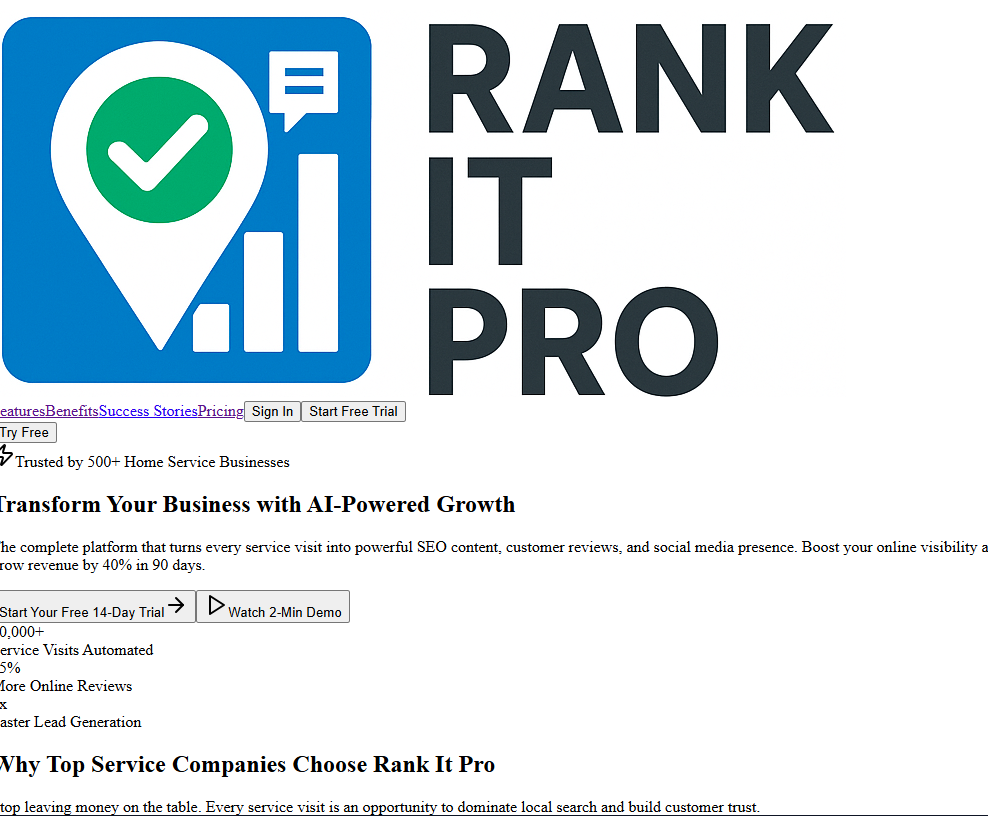 RANK
IT
PRO
eaturesBenefitsSuccess StoriesPricing Sign In Start Free Trial
Try Free
Trusted by 500+ Home Service Businesses
Transform Your Business with AI-Powered Growth
he complete platform that turns every service visit into powerful SEO content, customer reviews, and social media presence. Boost your online visibility a
row revenue by 40% in 90 days.
Start Your Free 14-Day Trial Watch 2-Min Demo
0,000+
ervice Visits Automated
5%
More Online Reviews
x
aster Lead Generation
Why Top Service Companies Choose Rank It Pro
top leaving money on the table. Every service visit is an opportunity to dominate local search and build customer trust.